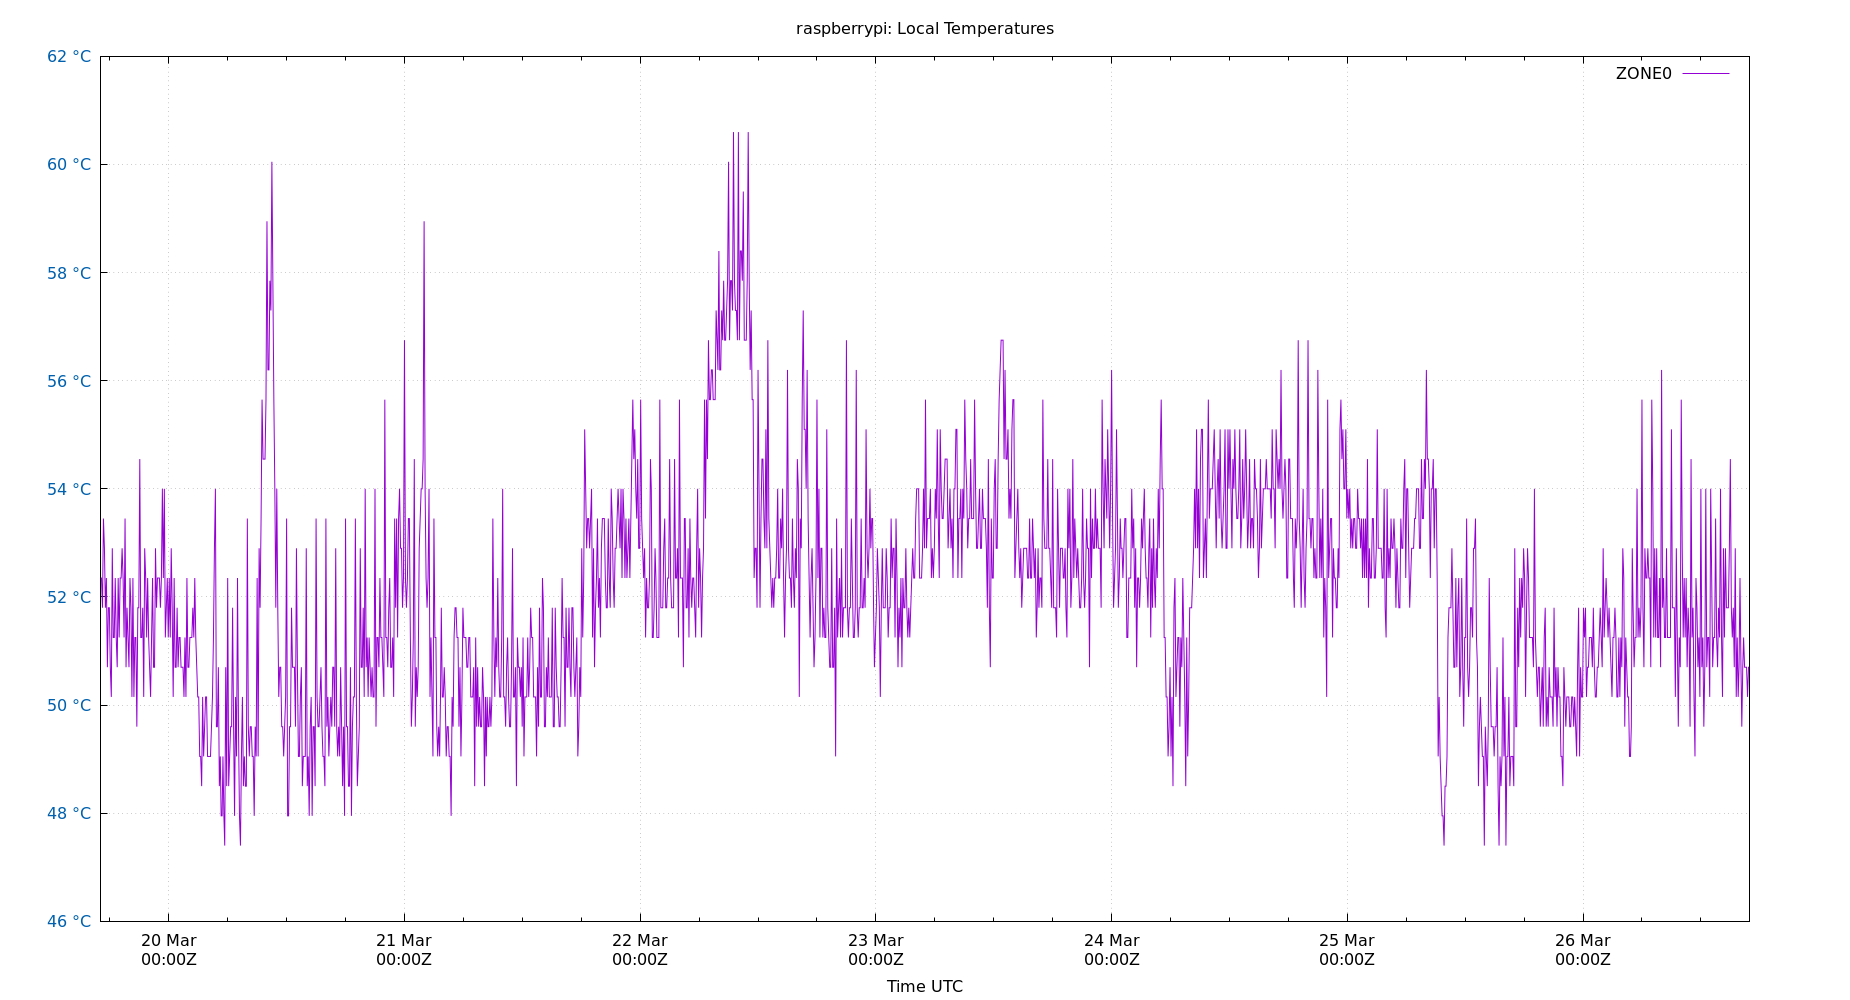 raspberrypi: Local Temperatures
62 °C
ZONE0
60 °C
58 °C
56 °C
54 °C
52 °C
50 °C
48 °C
46 °C
20 Mar 21 Mar 22 Mar 23 Mar 24 Mar 25 Mar 26 Mar
00:00Z 00:00Z 00:00Z 00:00Z 00:00Z 00:00Z 00:00Z
Time UTC